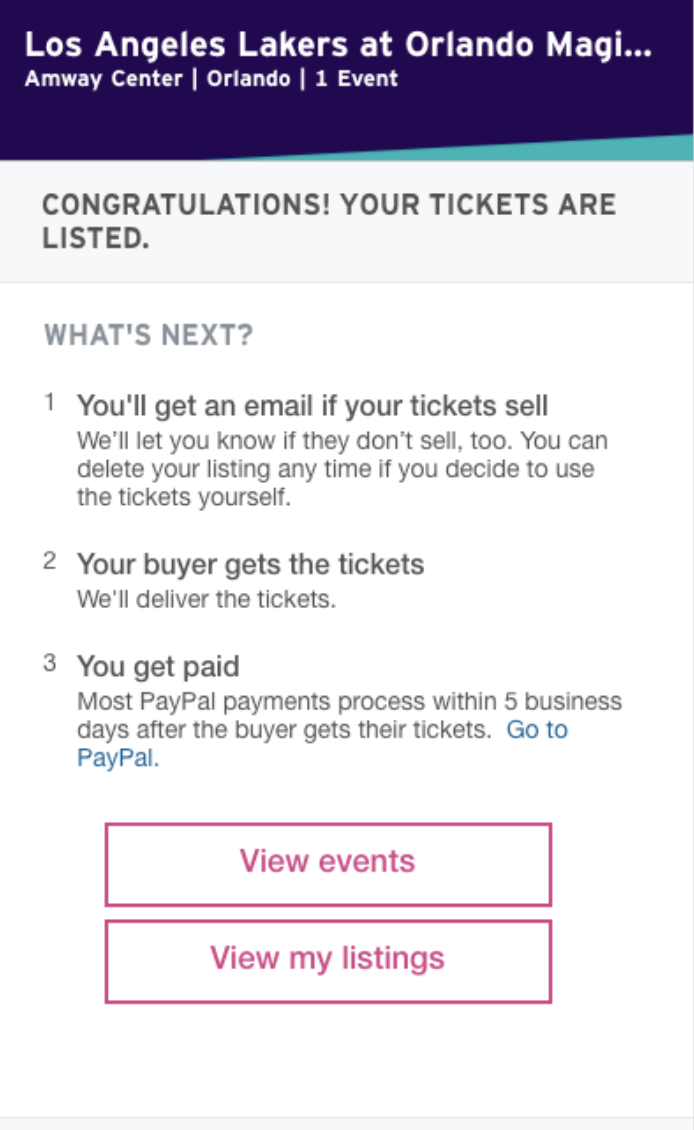 Los Angeles Lakers at Orlando Magi...
Amway Center | Orlando | 1 Event
CONGRATULATIONS! YOUR TICKETS ARE
LISTED.
WHAT'S NEXT?
1 You'll get an email if your tickets sell
We’ll let you know if they don’t sell, too. You can
delete your listing any time if you decide to use
the tickets yourself.
2 Your buyer gets the tickets
We'll deliver the tickets.
3 You get paid
Most PayPal payments process within 5 business
days after the buyer gets their tickets. Go to
PayPal.
View events
View my listings